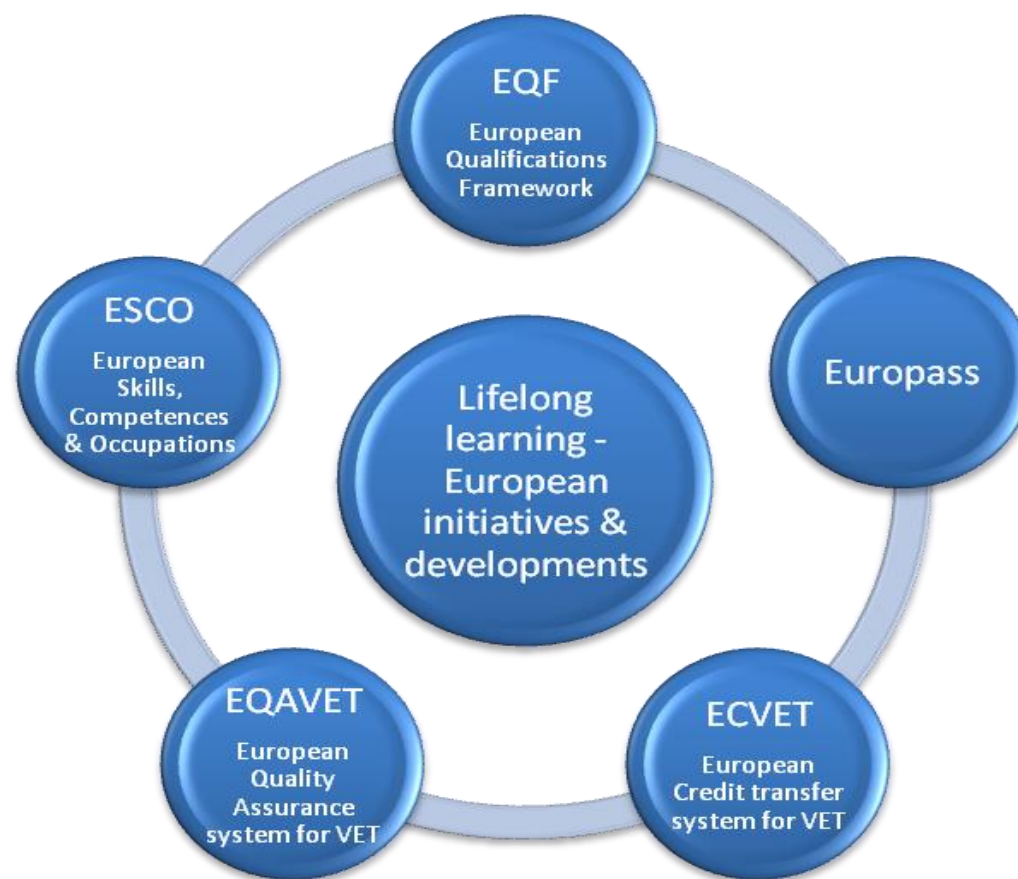 EQF
European
Qualifications
Framework
ESCO
European
Skills,
Competences
& Occupations
Europass
Lifelong
learning -
European
initiatives &
developments
EQAVET
European
Quality
Assurance
system for VET
ECVET
European
Credit transfer
system for VET